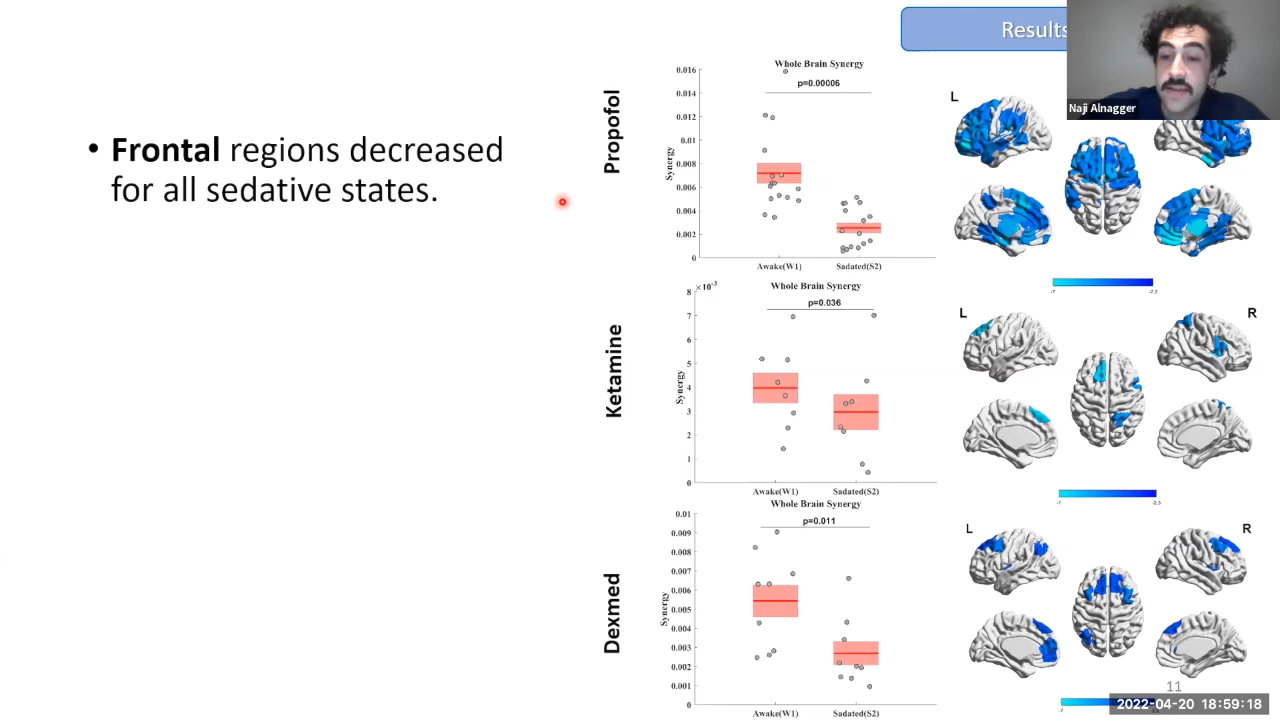 Results
Naji Alnagger
• Frontal regions decreased
for all sedative states.
Propofol
Whole Brain Synergy
p=0.00006
Synergy
0.016
0.014
0.012
0.01
0.008
0.006
0.004
0.002
0
Awake(W1)
Sadated(S2)
L
-7
Ketamine
Whole Brain Synergy
×10⁻³
p=0.036
Synergy
8
7
6
5
4
3
2
1
0
Awake(W1)
Sadated(S2)
L
R
-7
-2.3
Dexmed
Whole Brain Synergy
p=0.011
Synergy
0.01
0.009
0.008
0.007
0.006
0.005
0.004
0.003
0.002
0.001
0
Awake(W1)
Sadated(S2)
L
R
11
2022-04-20 18:59:18